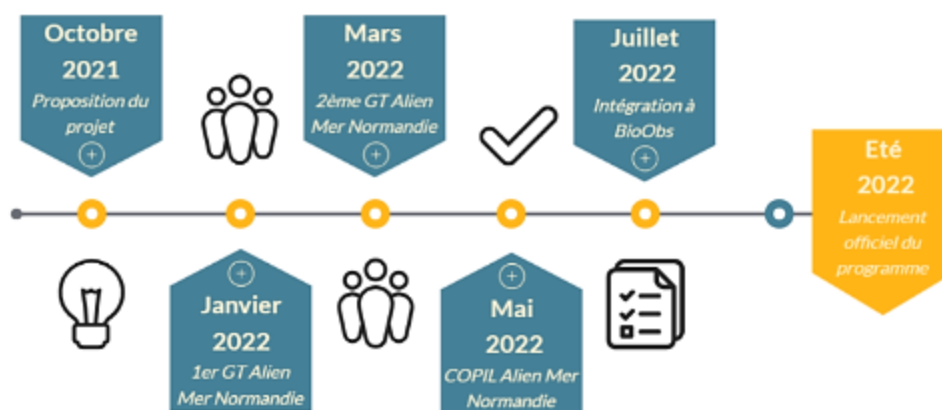 Octobre
2021
Proposition du
projet
Janvier
2022
1er GT Alien
Mer Normandie
Mars
2022
2ème GT Alien
Mer Normandie
Mai
2022
COPIL Alien Mer
Normandie
Juillet
2022
Intégration à
BioObs
Eté
2022
Lancement
officiel du
programme